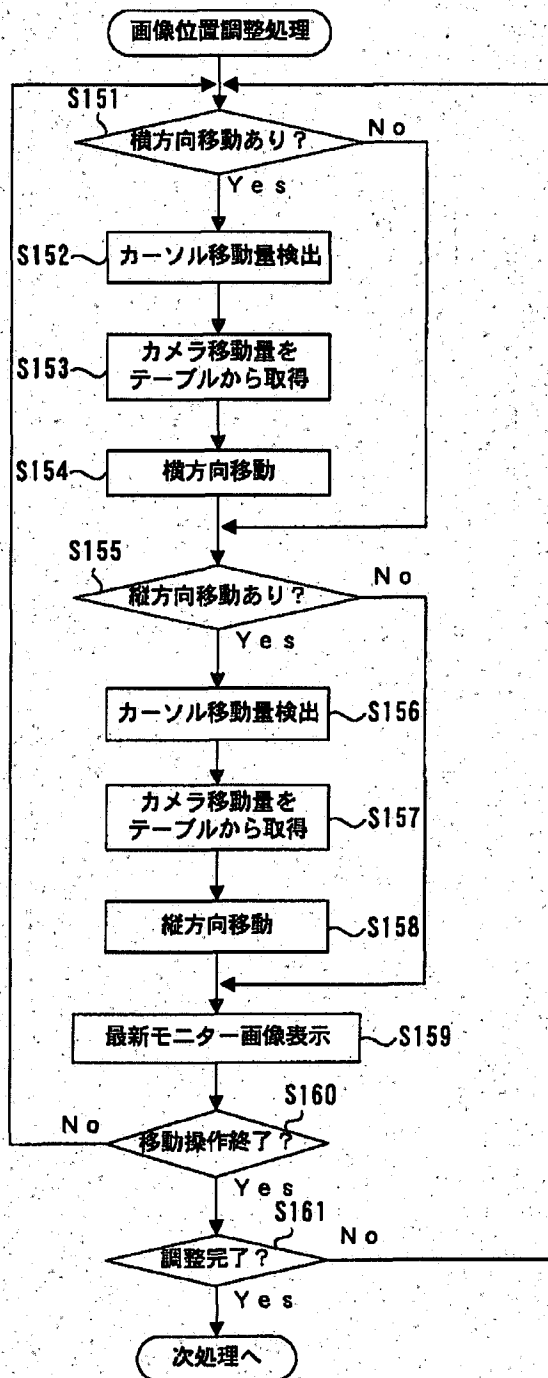 画像位置調整処理
S151
横方向移動あり？
No
Yes
S152
カーソル移動量検出
S153
カメラ移動量を
テーブルから取得
S154
横方向移動
S155
縦方向移動あり？
No
Yes
カーソル移動量検出
S156
カメラ移動量を
テーブルから取得
S157
縦方向移動
S158
最新モニター画像表示
S159
S160
No
移動操作終了？
Yes
S161
調整完了？
No
Yes
次処理へ